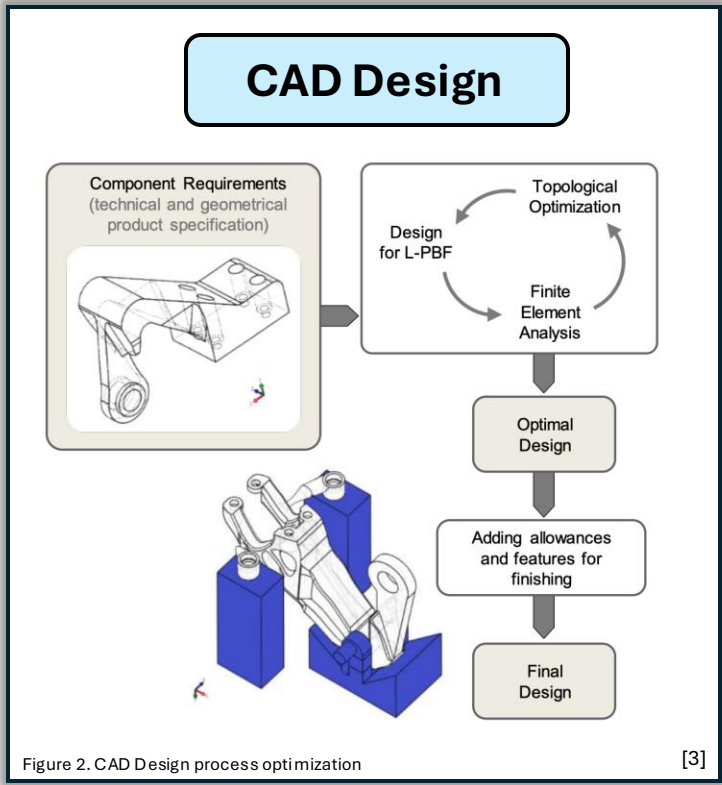 CAD Design
Component Requirements
(technical and geometrical
product specification)
Topological
Optimization
Design
for L-PBF
Finite
Element
Analysis
Optimal
Design
Adding allowances
and features for
finishing
Final
Design
Figure 2. CAD Design process optimization
[3]